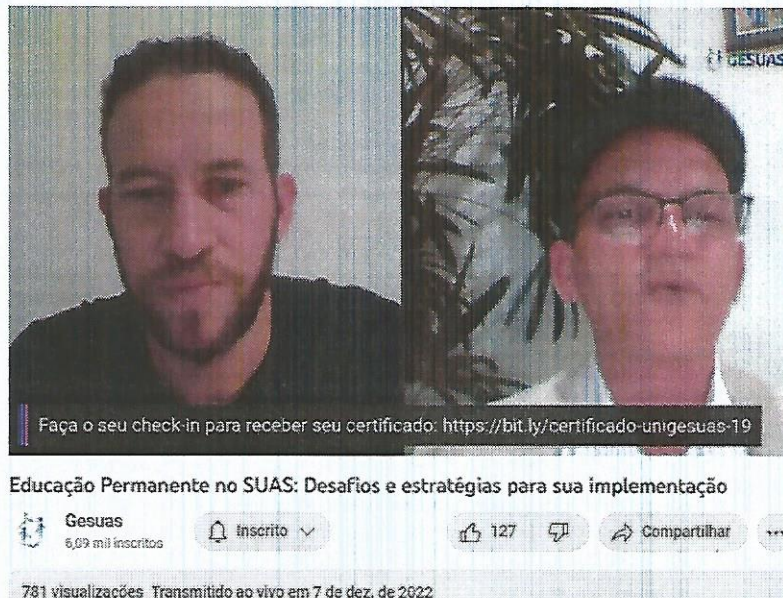 GESUAS
Faça o seu check-in para receber seu certificado: https://bit.ly/certificado-unigesuas-19
Educação Permanente no SUAS: Desafios e estratégias para sua implementação
Gesuas
6,09 mil inscritos
Inscrito
127
Compartilhar
...
781 visualizações Transmitido ao vivo em 7 de dez. de 2022